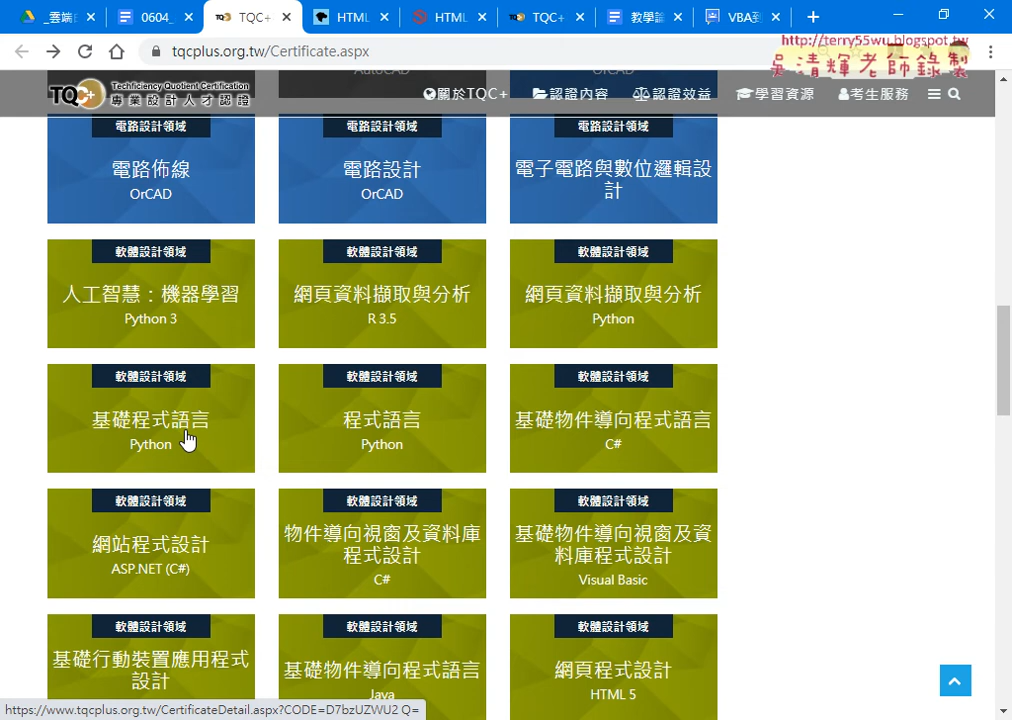 _雲端
0604_
TQC+
HTML
HTML
TQC+
教學論
VBA到
http://terry55wu.blogspot.tw
吳清輝老師錄製
tqcplus.org.tw/Certificate.aspx
TQC+
Techficiency Quotient Certification
專業設計人才認證
關於TQC+
認證內容
認證效益
學習資源
考生服務
AutoCAD
OrCAD
電路設計領域
電路佈線
OrCAD
電路設計領域
電路設計
OrCAD
電路設計領域
電子電路與數位邏輯設
計
軟體設計領域
人工智慧：機器學習
Python 3
軟體設計領域
網頁資料擷取與分析
R 3.5
軟體設計領域
網頁資料擷取與分析
Python
軟體設計領域
基礎程式語言
Python
軟體設計領域
程式語言
Python
軟體設計領域
基礎物件導向程式語言
C#
軟體設計領域
網站程式設計
ASP.NET (C#)
軟體設計領域
物件導向視窗及資料庫
程式設計
C#
軟體設計領域
基礎物件導向視窗及資
料庫程式設計
Visual Basic
軟體設計領域
基礎行動裝置應用程式
設計
軟體設計領域
基礎物件導向程式語言
Java
軟體設計領域
網頁程式設計
HTML 5
https://www.tqcplus.org.tw/CertificateDetail.aspx?CODE=D7bzUZWU2 Q=